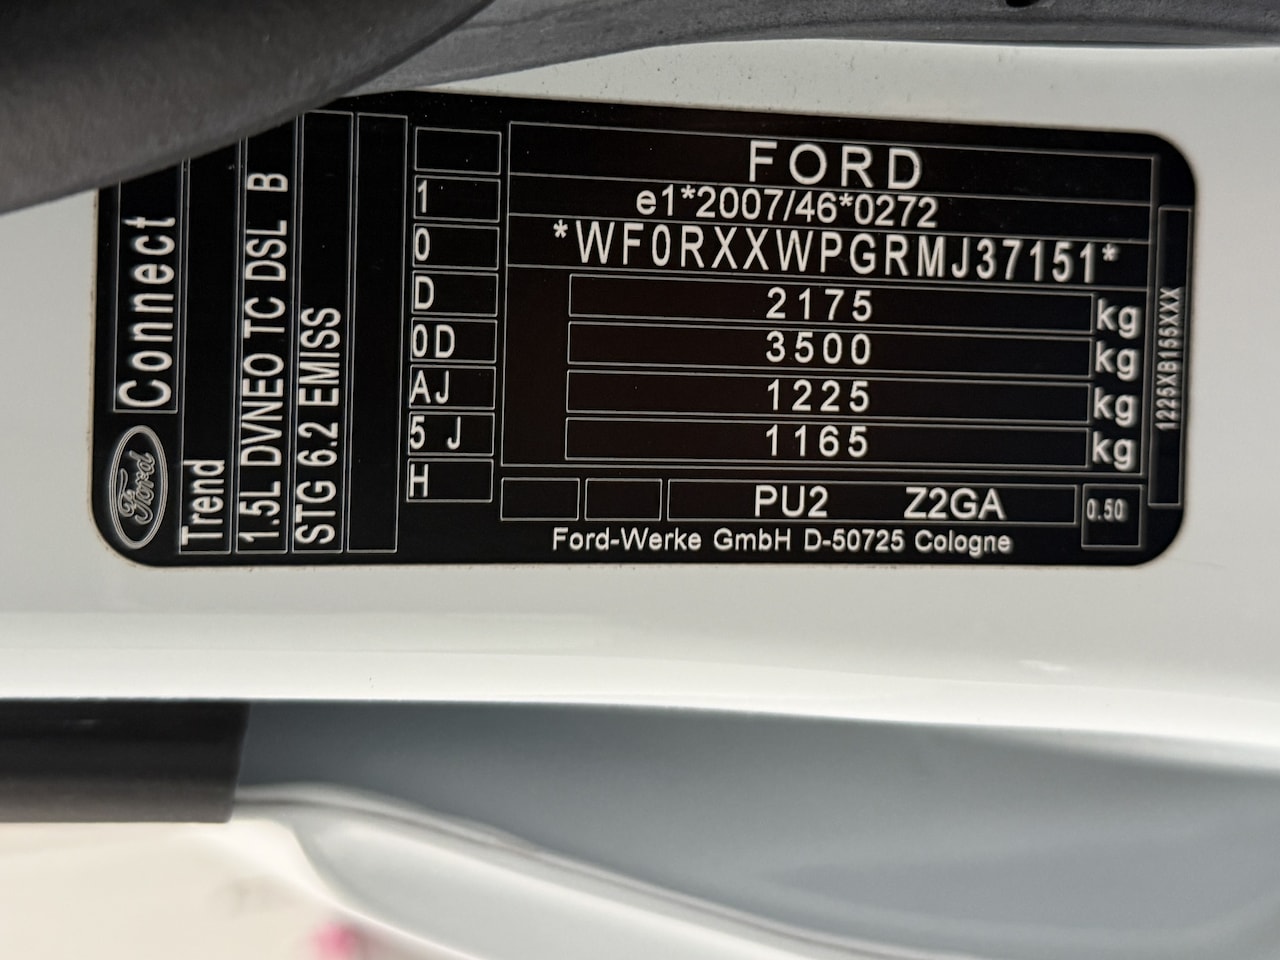 FORD
e1*2007/46*0272
*WF0RXXWPGRMJ37151*
2175 kg
3500 kg
1225 kg
1165 kg
PU2 Z2GA 0.50
Ford-Werke GmbH D-50725 Cologne
1225XB155XXX
1
0
D
0D
AJ
5 J
H
Ford Connect
Trend
1.5L DVNEO TC DSL B
STG 6.2 EMISS